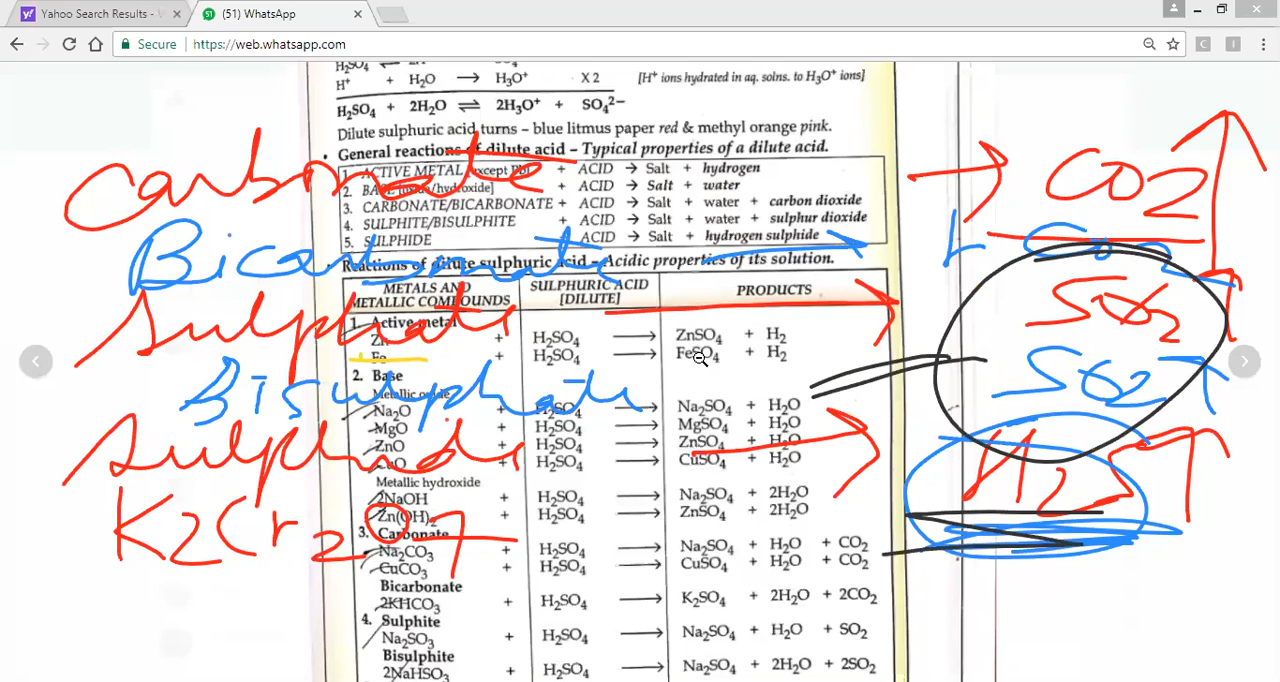 Yahoo Search Results - W
(51) WhatsApp
Secure https://web.whatsapp.com
H₂SO₄ ⇌
H⁺ + H₂O → H₃O⁺ X 2 [H⁺ ions hydrated in aq. solns. to H₃O⁺ ions]
H₂SO₄ + 2H₂O ⇌ 2H₃O⁺ + SO₄²⁻
Dilute sulphuric acid turns – blue litmus paper red & methyl orange pink.
• General reactions of dilute acid – Typical properties of a dilute acid.
1. ACTIVE METAL [except Pb] + ACID → Salt + hydrogen
2. BASE [oxide/hydroxide] + ACID → Salt + water
3. CARBONATE/BICARBONATE + ACID → Salt + water + carbon dioxide
4. SULPHITE/BISULPHITE + ACID → Salt + water + sulphur dioxide
5. SULPHIDE ACID → Salt + hydrogen sulphide
• Reactions of dilute sulphuric acid – Acidic properties of its solution.
METALS AND METALLIC COMPOUNDS SULPHURIC ACID [DILUTE] PRODUCTS
1. Active metal
Zn + H₂SO₄ → ZnSO₄ + H₂
Fe + H₂SO₄ → FeSO₄ + H₂
2. Base
Metallic oxide
Na₂O + H₂SO₄ → Na₂SO₄ + H₂O
MgO + H₂SO₄ → MgSO₄ + H₂O
ZnO + H₂SO₄ → ZnSO₄ + H₂O
CuO + H₂SO₄ → CuSO₄ + H₂O
Metallic hydroxide
2NaOH + H₂SO₄ → Na₂SO₄ + 2H₂O
Zn(OH)₂ + H₂SO₄ → ZnSO₄ + 2H₂O
3. Carbonate
Na₂CO₃ + H₂SO₄ → Na₂SO₄ + H₂O + CO₂
CuCO₃ + H₂SO₄ → CuSO₄ + H₂O + CO₂
Bicarbonate
2KHCO₃ + H₂SO₄ → K₂SO₄ + 2H₂O + 2CO₂
4. Sulphite
Na₂SO₃ + H₂SO₄ → Na₂SO₄ + H₂O + SO₂
Bisulphite
2NaHSO₃ + H₂SO₄ → Na₂SO₄ + 2H₂O + 2SO₂
Carbonate → CO2
Bicarbonate → CO2
Sulphate → SO2
Bisulphate SO2
Sulphide → H2S
K2Cr2O7